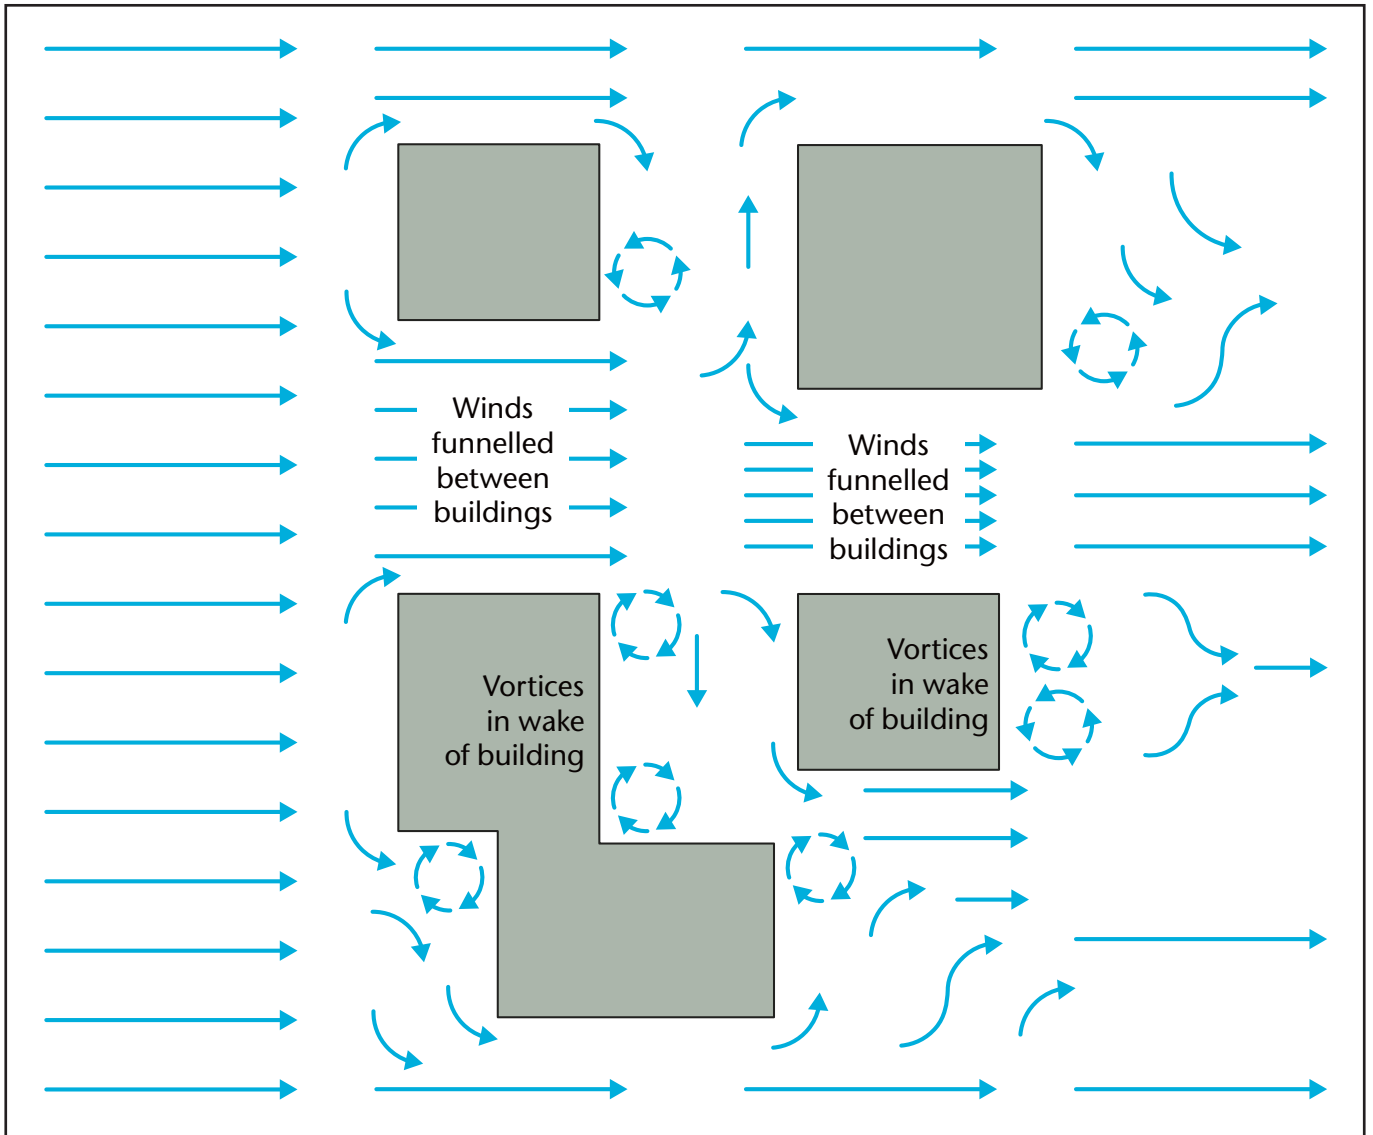 Winds
funnelled
between
buildings
Winds
funnelled
between
buildings
Vortices
in wake
of building
Vortices
in wake
of building